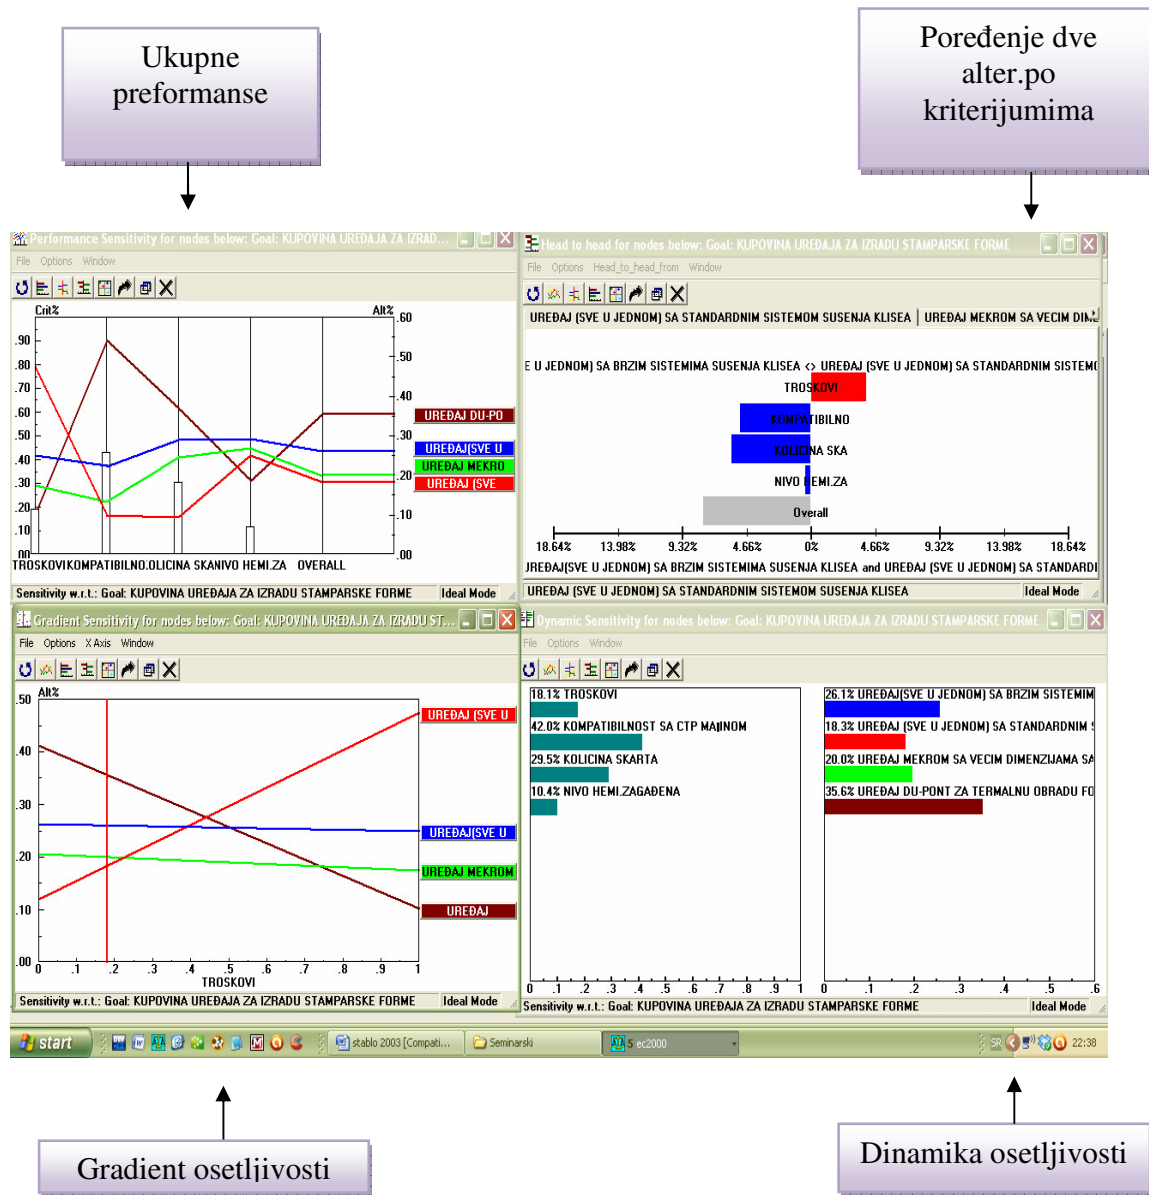 Ukupne
preformanse
Poređenje dve
alter.po
kriterijumima
Performance Sensitivity for nodes below: Goal: KUPOVINA UREĐAJA ZA IZRAD...
File Options Window
Crit% Alt%
.90
.80
.70
.60
.50
.40
.30
.20
.10
.00
.60
.50
.40
.30
.20
.10
.00
UREĐAJ DU-PO
UREĐAJ(SVE U
UREĐAJ MEKRO
UREĐAJ (SVE
TROSKOVI KOMPATIBILNO OLICINA SKA NIVO HEMI.ZA OVERALL
Sensitivity w.r.t.: Goal: KUPOVINA UREĐAJA ZA IZRADU STAMPARSKE FORME Ideal Mode
Head to head for nodes below: Goal: KUPOVINA UREĐAJA ZA IZRADU STAMPARSKE FORME
File Options Head_to_head_from Window
UREĐAJ (SVE U JEDNOM) SA STANDARDNIM SISTEMOM SUSENJA KLISEA UREĐAJ MEKROM SA VECIM DIME
E U JEDNOM) SA BRZIM SISTEMIMA SUSENJA KLISEA <> UREĐAJ (SVE U JEDNOM) SA STANDARDNIM SISTEMO
TROSKOVI
KOMPATIBILNO
KOLICINA SKA
NIVO HEMI.ZA
Overall
18.64% 13.98% 9.32% 4.66% 0% 4.66% 9.32% 13.98% 18.64%
UREĐAJ(SVE U JEDNOM) SA BRZIM SISTEMIMA SUSENJA KLISEA and UREĐAJ (SVE U JEDNOM) SA STANDARDI
UREĐAJ (SVE U JEDNOM) SA STANDARDNIM SISTEMOM SUSENJA KLISEA Ideal Mode
Gradient Sensitivity for nodes below: Goal: KUPOVINA UREĐAJA ZA IZRADU ST...
File Options X Axis Window
Alt%
.50
.40
.30
.20
.10
.00
UREĐAJ (SVE U
UREĐAJ(SVE U
UREĐAJ MEKROM
UREĐAJ
0 .1 .2 .3 .4 .5 .6 .7 .8 .9 1
TROSKOVI
Sensitivity w.r.t.: Goal: KUPOVINA UREĐAJA ZA IZRADU STAMPARSKE FORME Ideal Mode
Dynamic Sensitivity for nodes below: Goal: KUPOVINA UREĐAJA ZA IZRADU STAMPARSKE FORME
File Options Window
18.1% TROSKOVI
42.0% KOMPATIBILNOST SA CTP MAJINOM
29.5% KOLICINA SKARTA
10.4% NIVO HEMI.ZAGAĐENA
0 .1 .2 .3 .4 .5 .6 .7 .8 .9 1
26.1% UREĐAJ(SVE U JEDNOM) SA BRZIM SISTEMIM
18.3% UREĐAJ (SVE U JEDNOM) SA STANDARDNIM S
20.0% UREĐAJ MEKROM SA VECIM DIMENZIJAMA SA
35.6% UREĐAJ DU-PONT ZA TERMALNU OBRADU FO
0 .1 .2 .3 .4 .5 .6
Sensitivity w.r.t.: Goal: KUPOVINA UREĐAJA ZA IZRADU STAMPARSKE FORME Ideal Mode
start stablo 2003 [Compati... Seminarski 5 ec2000 SR 22:38
Gradient osetljivosti
Dinamika osetljivosti